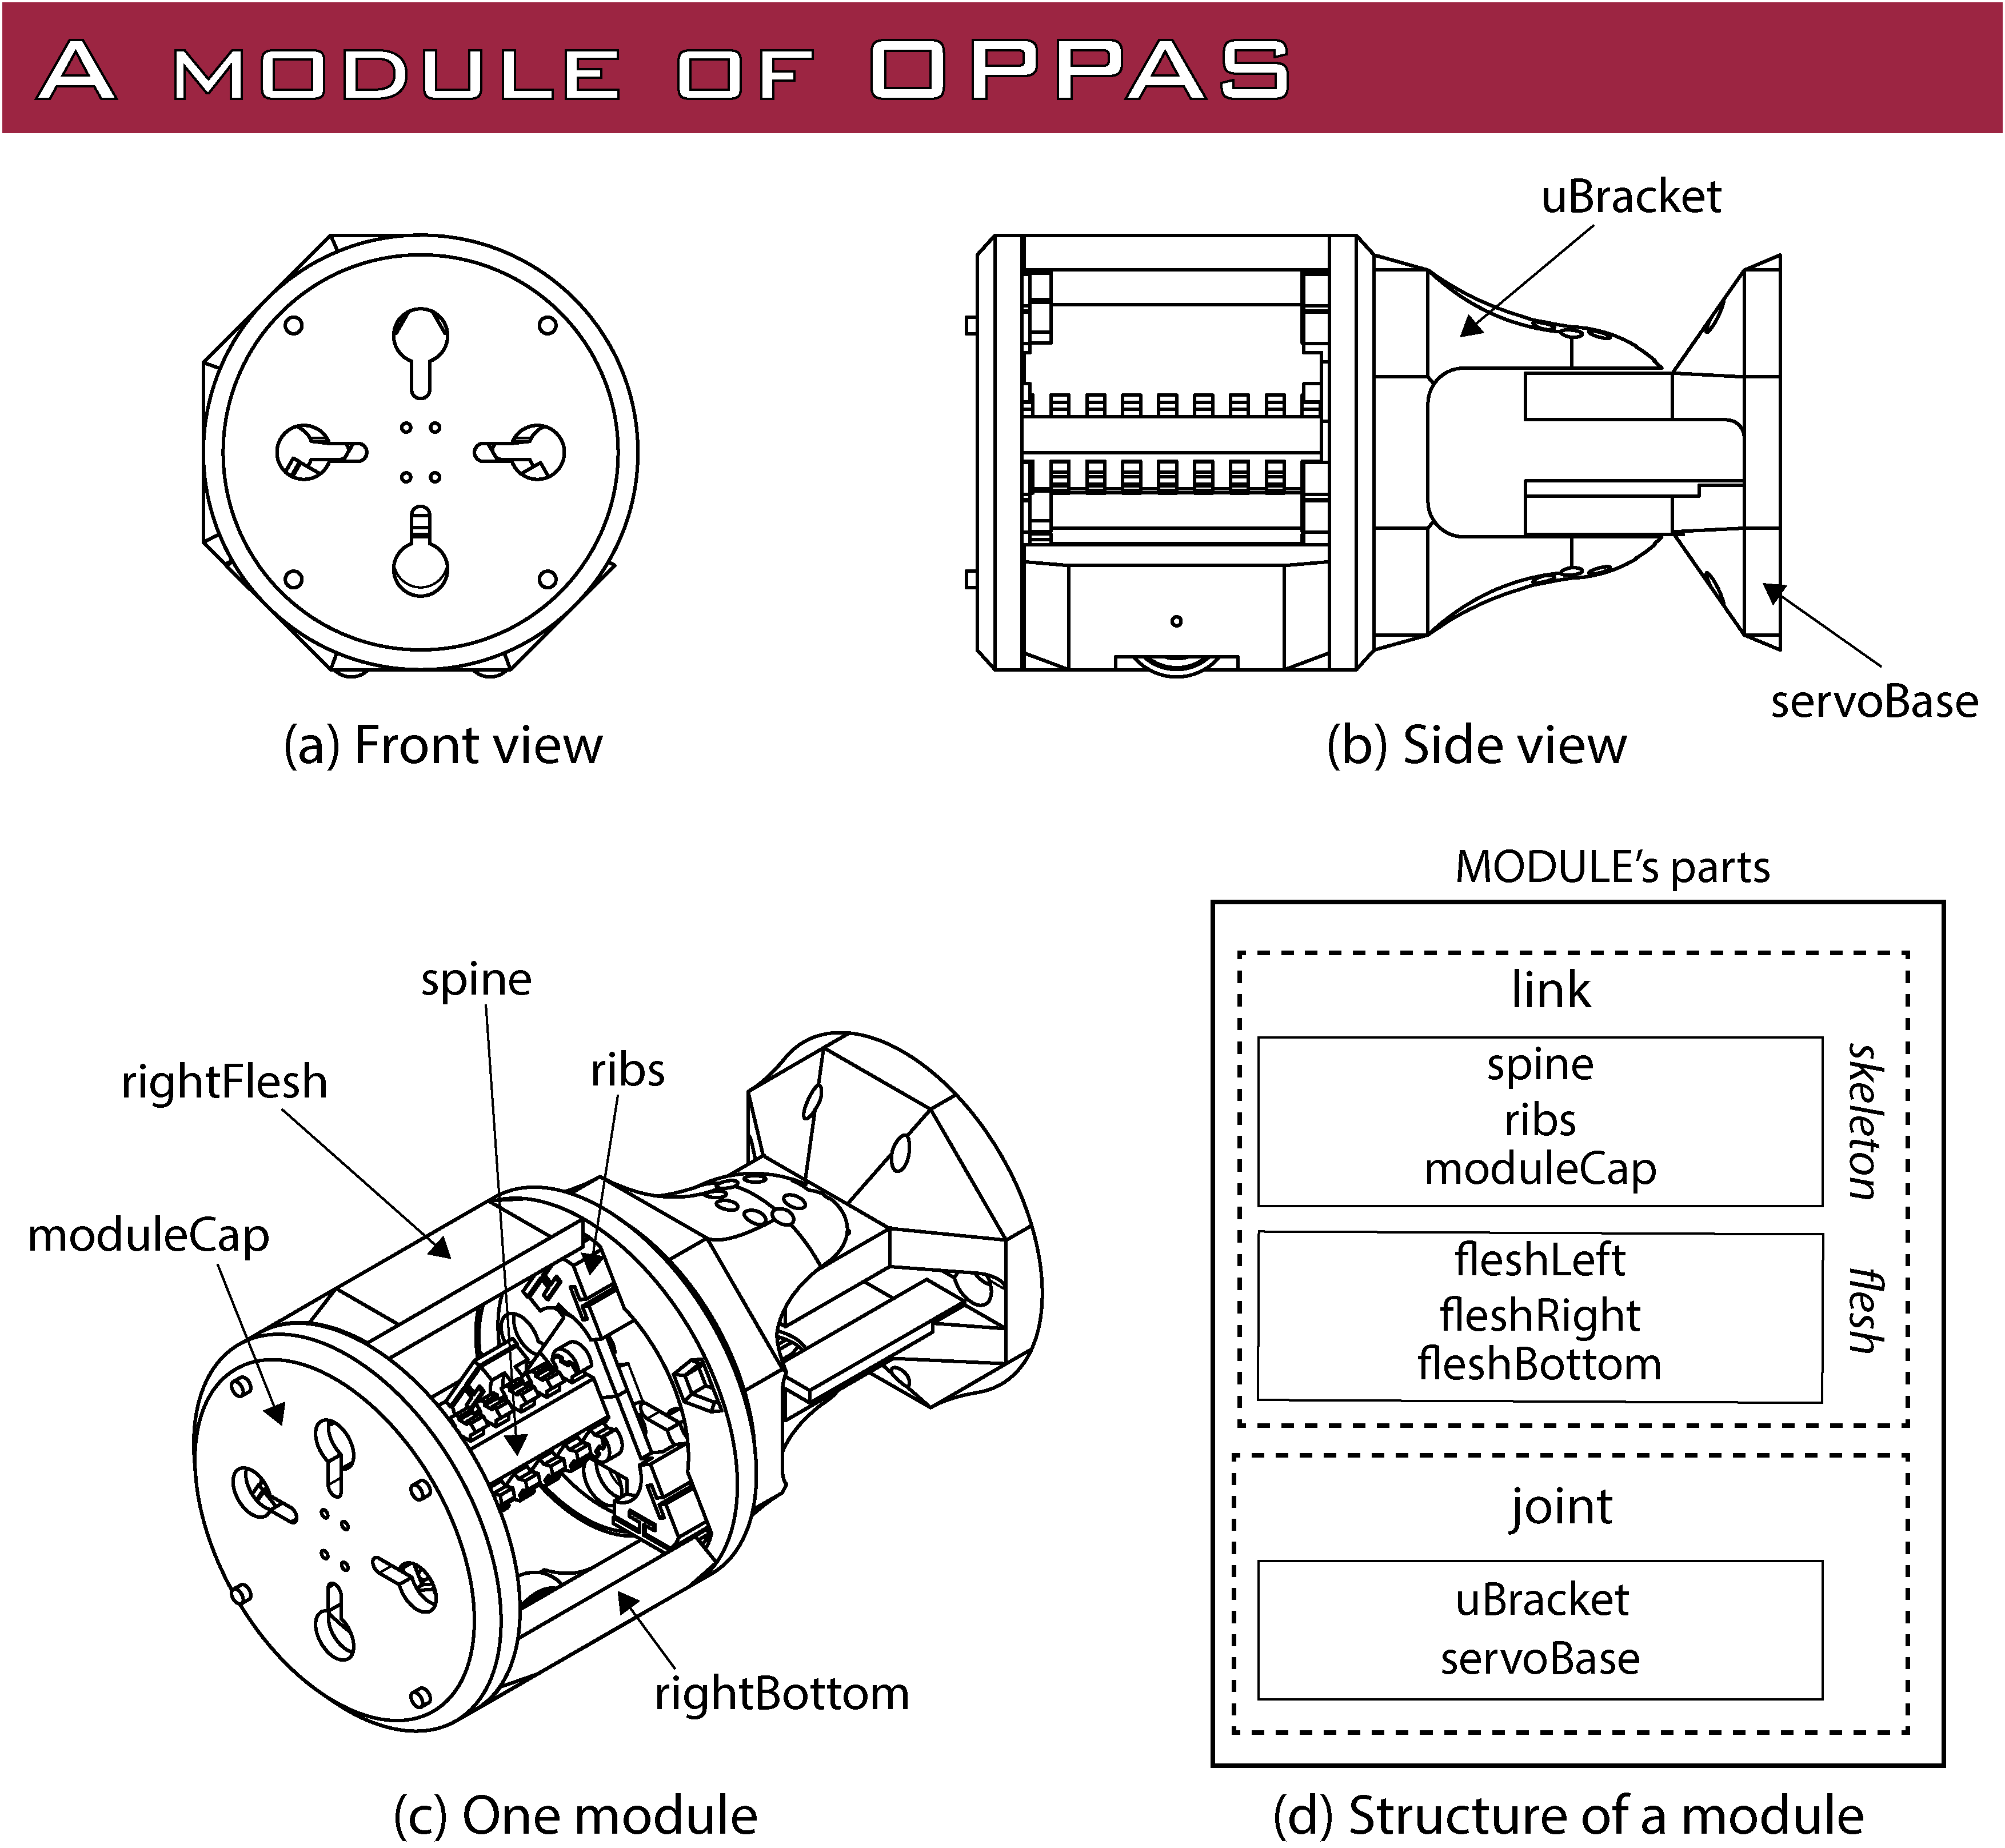 A MODULE OF OPPAS
uBracket
servoBase
(a) Front view
(b) Side view
spine
rightFlesh
ribs
moduleCap
rightBottom
(c) One module
MODULE’s parts
link
spine
ribs
moduleCap
skeleton
fleshLeft
fleshRight
fleshBottom
flesh
joint
uBracket
servoBase
(d) Structure of a module